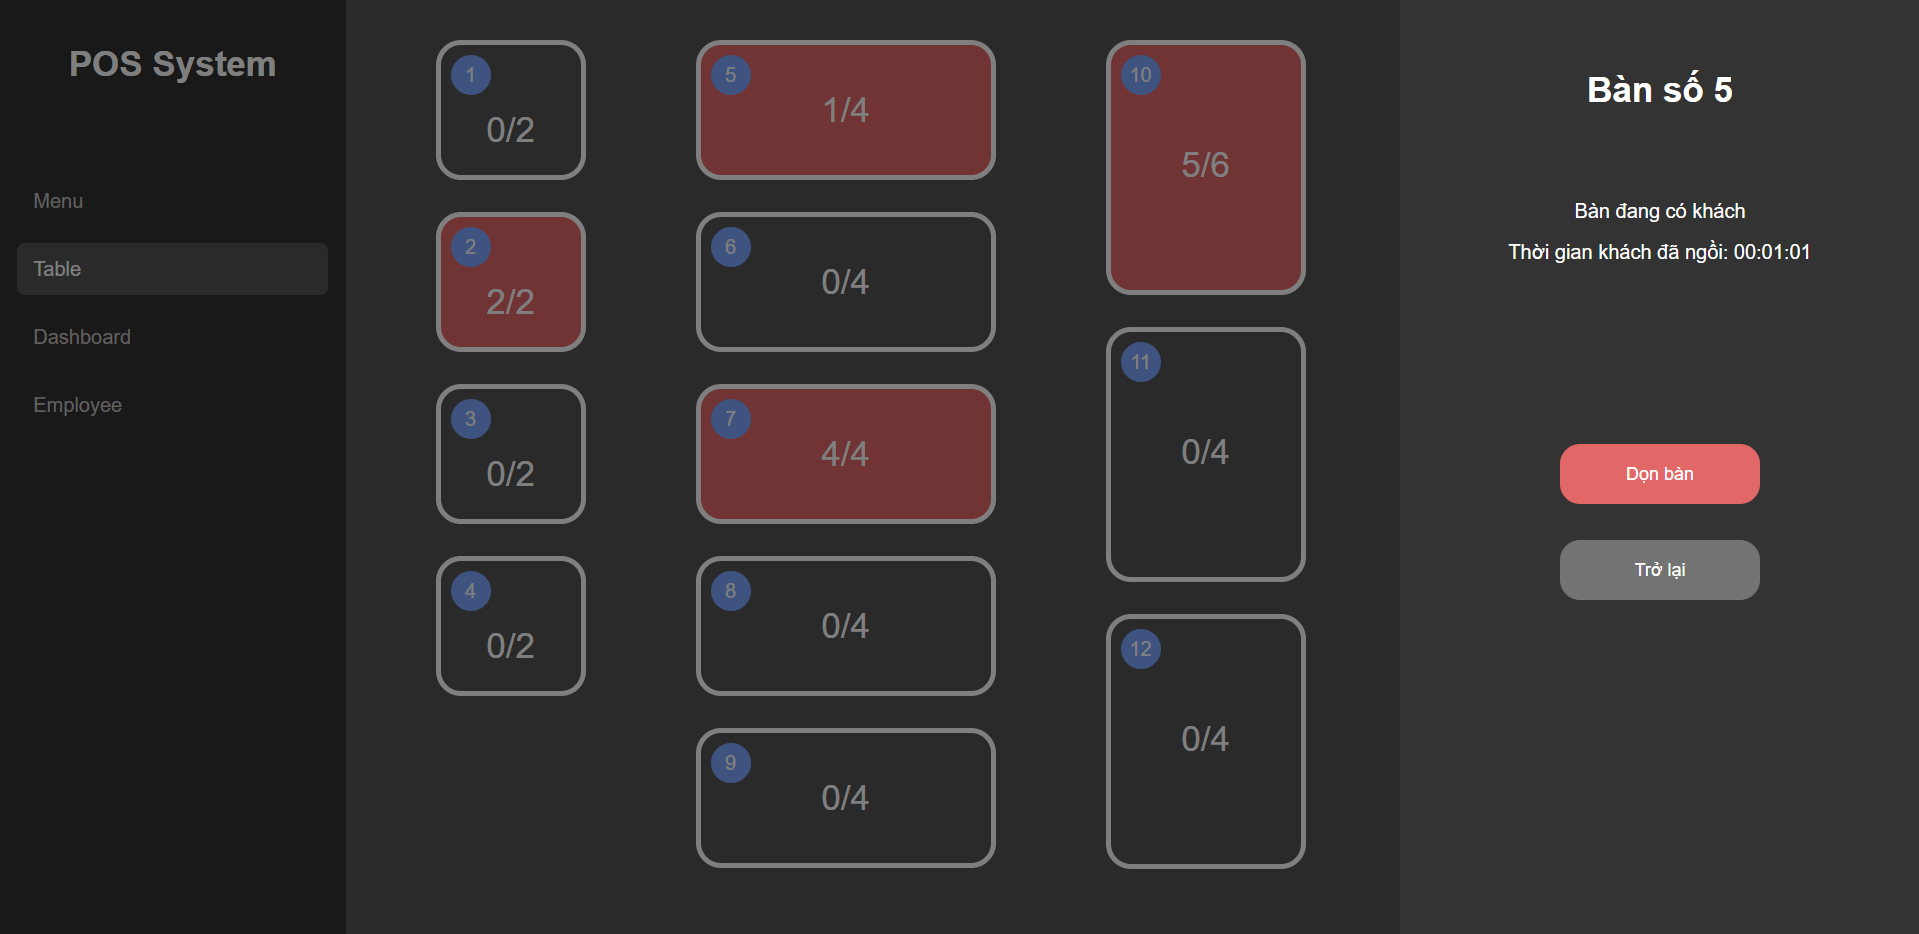 POS System
Menu
Table
Dashboard
Employee
1
0/2
2
2/2
3
0/2
4
0/2
5
1/4
6
0/4
7
4/4
8
0/4
9
0/4
10
5/6
11
0/4
12
0/4
Bàn số 5
Bàn đang có khách
Thời gian khách đã ngồi: 00:01:01
Dọn bàn
Trở lại